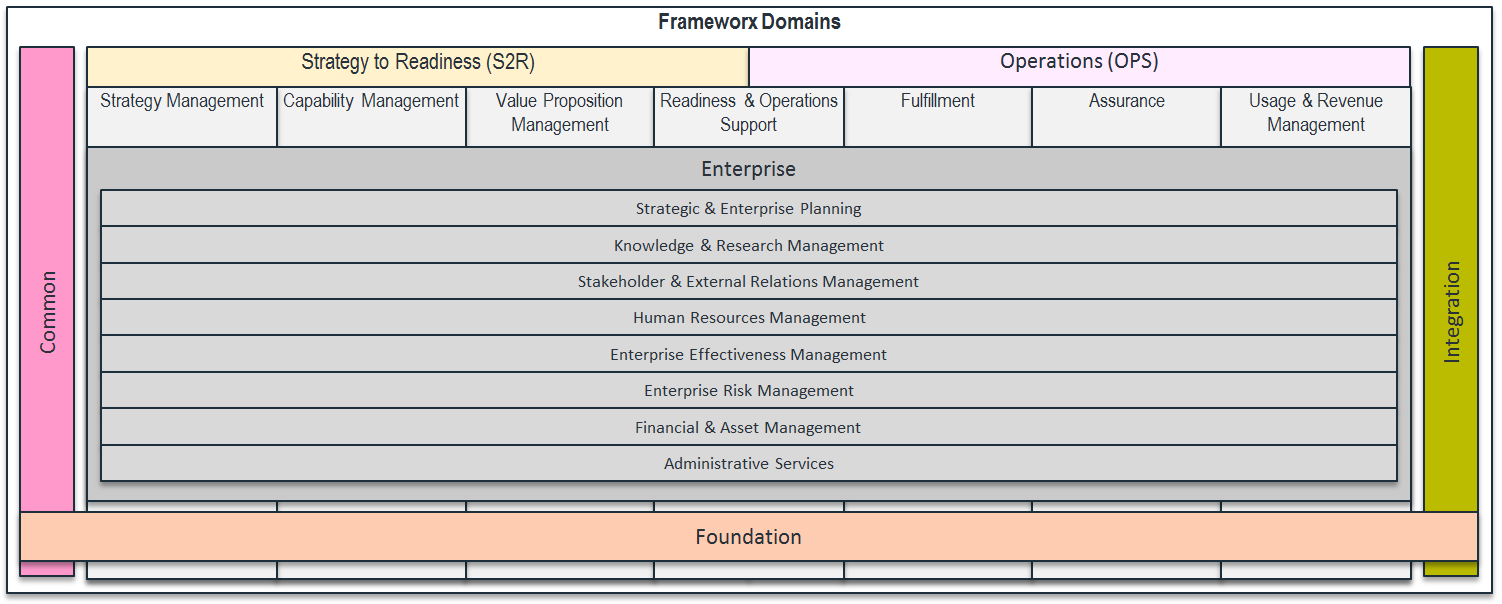 Frameworx Domains
Strategy to Readiness (S2R)
Operations (OPS)
Strategy Management
Capability Management
Value Proposition
Management
Readiness & Operations
Support
Fulfillment
Assurance
Usage & Revenue
Management
Enterprise
Strategic & Enterprise Planning
Knowledge & Research Management
Stakeholder & External Relations Management
Human Resources Management
Enterprise Effectiveness Management
Enterprise Risk Management
Financial & Asset Management
Administrative Services
Common
Integration
Foundation